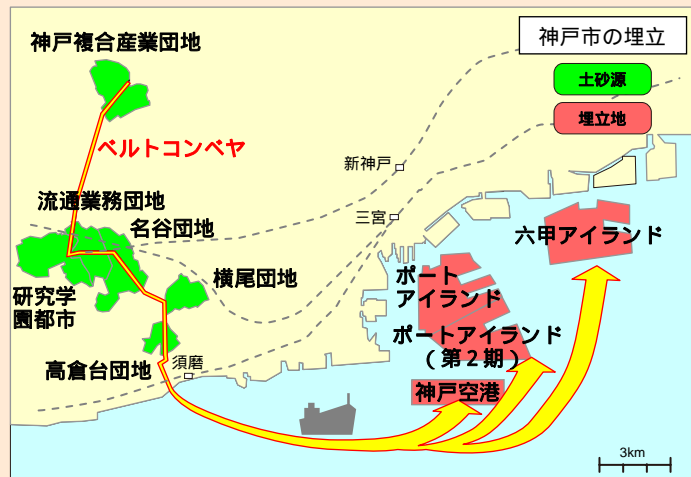 神戸市の埋立
土砂源
埋立地
神戸複合産業団地
ベルトコンベヤ
新神戸
流通業務団地
三宮
名谷団地
六甲アイランド
横尾団地
ポート
アイランド
研究学
園都市
ポートアイランド
（第２期）
高倉台団地
須磨
神戸空港
3km